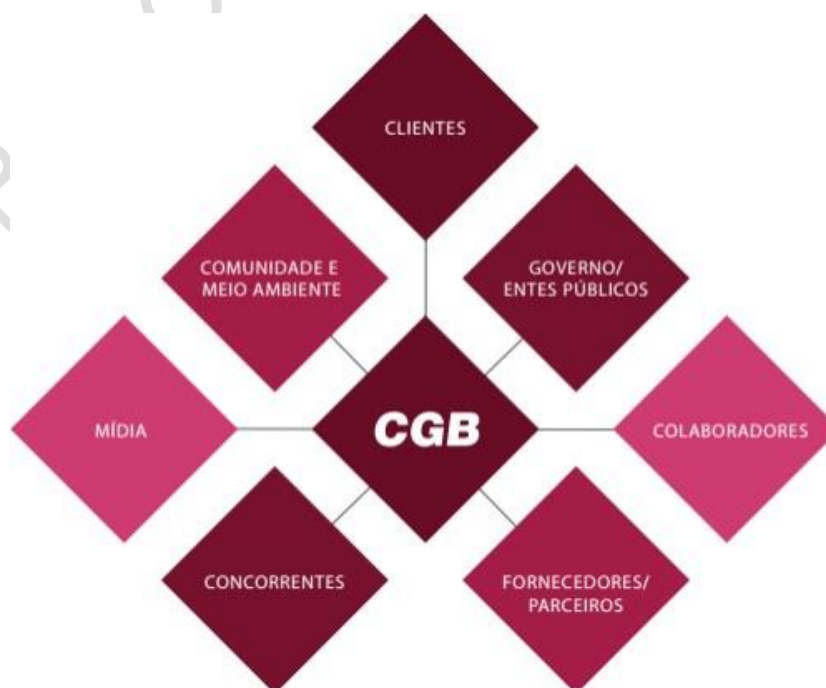 CLIENTES
COMUNIDADE E
MEIO AMBIENTE
GOVERNO/
ENTES PÚBLICOS
MÍDIA
CGB
COLABORADORES
CONCORRENTES
FORNECEDORES/
PARCEIROS